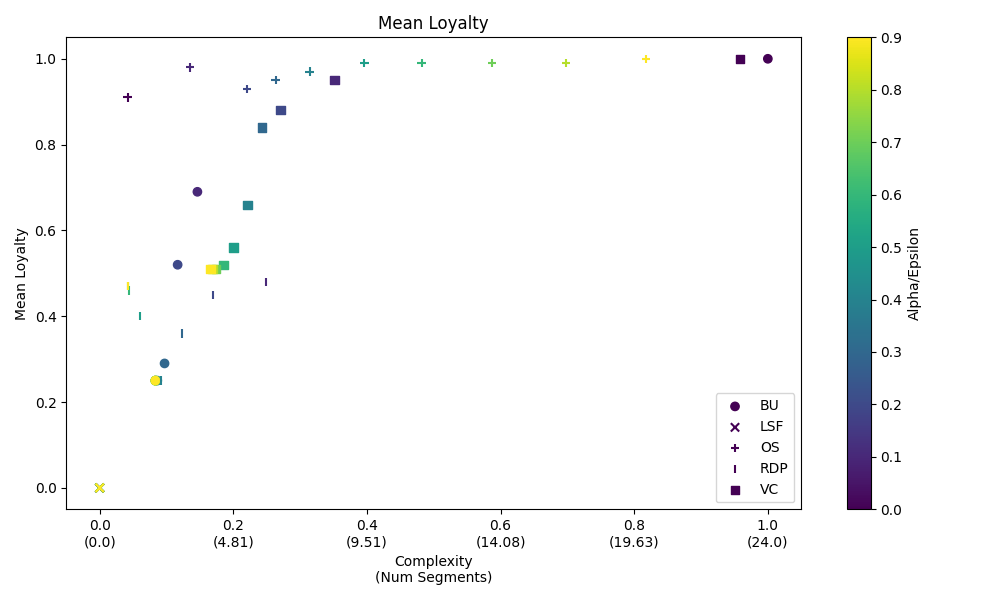 Mean Loyalty
1.0
0.8
0.6
0.4
0.2
0.0
Mean Loyalty
0.0
(0.0)
0.2
(4.81)
0.4
(9.51)
0.6
(14.08)
0.8
(19.63)
1.0
(24.0)
Complexity
(Num Segments)
BU
LSF
OS
RDP
VC
0.9
0.8
0.7
0.6
0.5
0.4
0.3
0.2
0.1
0.0
Alpha/Epsilon